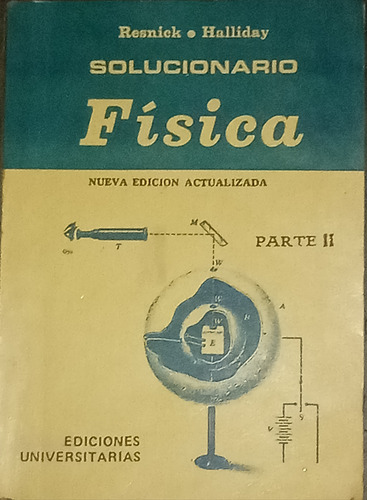 Resnick • Halliday
SOLUCIONARIO
Física
NUEVA EDICION ACTUALIZADA
M
T
PARTE II
W
W
A
B
W
E
V
S
EDICIONES
UNIVERSITARIAS